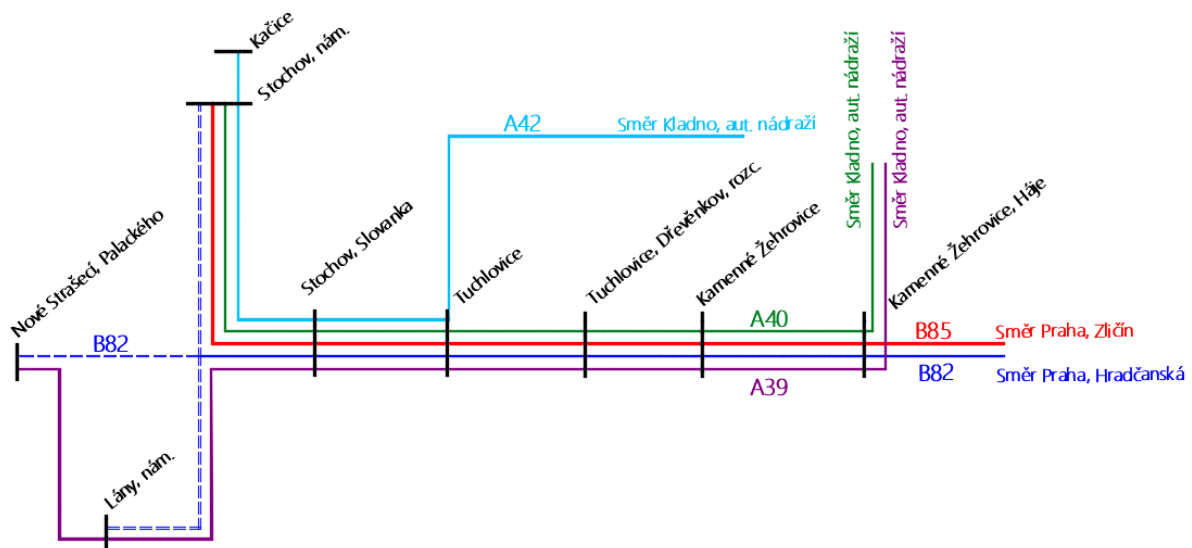 Kačice
Stochov, nám.
A42
Směr Kladno, aut. nádraží
Směr Kladno, aut. nádraží
Směr Kladno, aut. nádraží
Nové Strašecí, Palackého
Stochov, Slovanka
Tuchlovice
Tuchlovice, Dřevěnkov, rozc.
Kamenné Žehrovice
Kamenné Žehrovice, Háje
A40
B85
Směr Praha, Zličín
B82
B82
Směr Praha, Hradčanská
A39
Lány, nám.